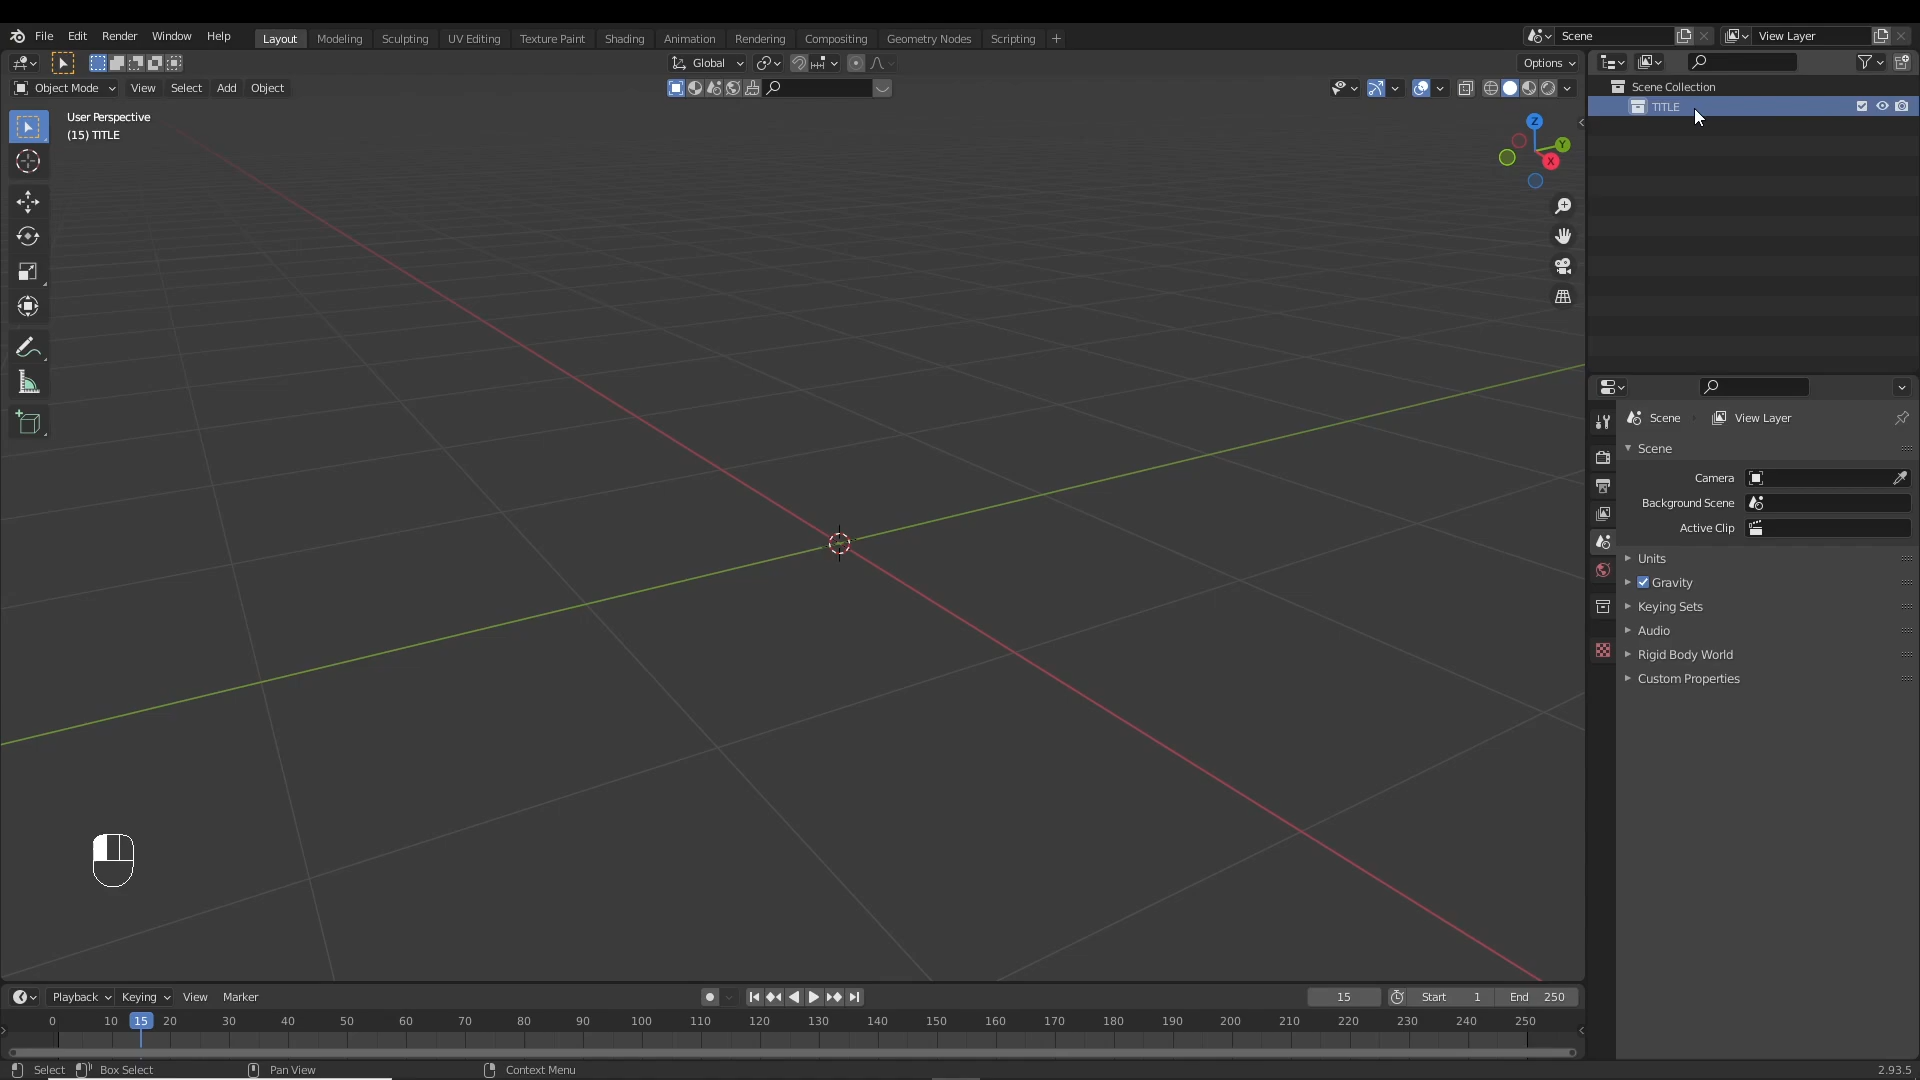 File Edit Render Window Help Layout Modeling Sculpting UV Editing Texture Paint Shading Animation Rendering Compositing Geometry Nodes Scripting + Scene View Layer
Global Options
Object Mode View Select Add Object
User Perspective
(15) TITLE
Z
Y
X
Scene Collection
TITLE
Scene View Layer
Scene
Camera
Background Scene
Active Clip
Units
Gravity
Keying Sets
Audio
Rigid Body World
Custom Properties
Playback Keying View Marker 15 Start 1 End 250
0 10 15 20 30 40 50 60 70 80 90 100 110 120 130 140 150 160 170 180 190 200 210 220 230 240 250
Select Box Select Pan View Context Menu 2.93.5